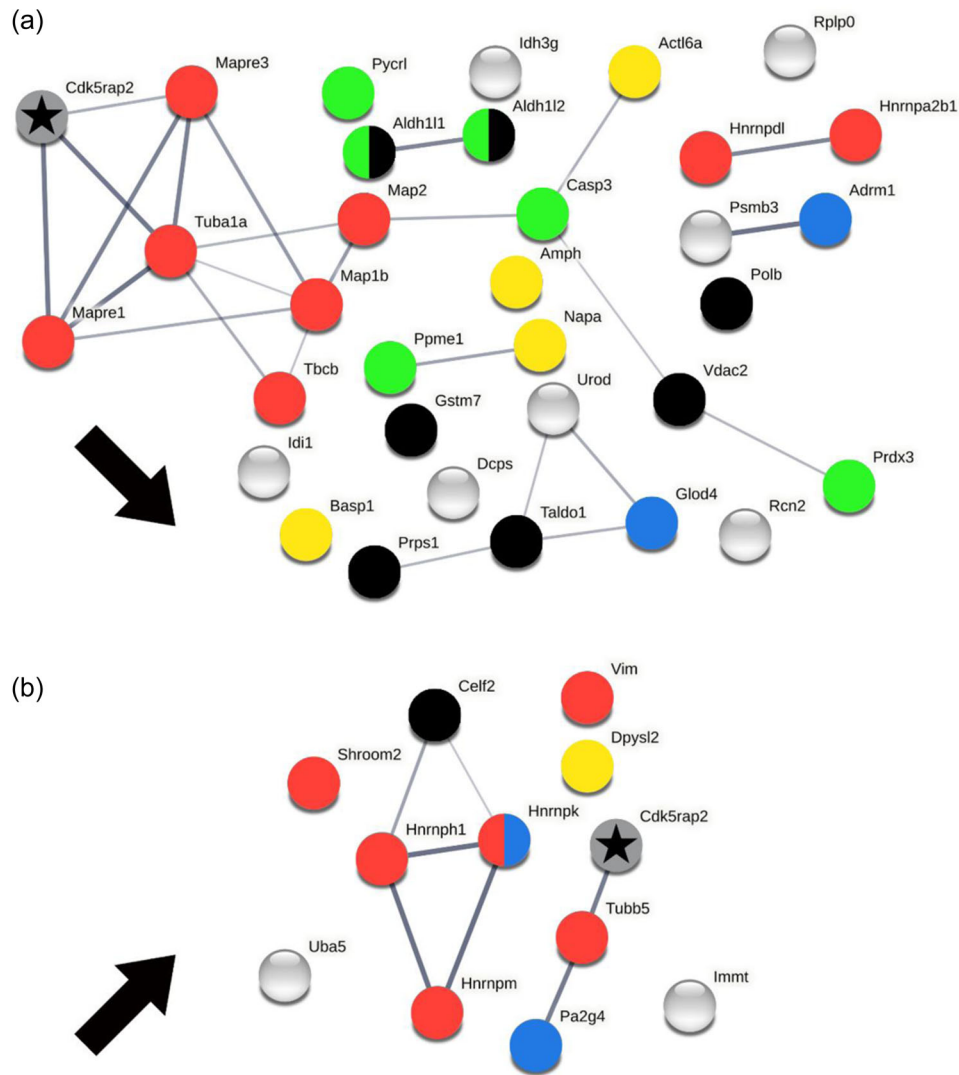 (a)
Rplp0
Idh3g
Actl6a
Mapre3
Pycrl
Cdk5rap2
Aldh1l1
Aldh1l2
Hnrnpa2b1
Hnrnpdl
Map2
Casp3
Adrm1
Psmb3
Tuba1a
Amph
Polb
Map1b
Mapre1
Napa
Ppme1
Tbcb
Urod
Vdac2
Gstm7
Idi1
Dcps
Prdx3
Basp1
Taldo1
Glod4
Rcn2
Prps1
(b)
Celf2
Vim
Shroom2
Dpysl2
Hnrnph1
Hnrnpk
Cdk5rap2
Tubb5
Uba5
Hnrnpm
Immt
Pa2g4